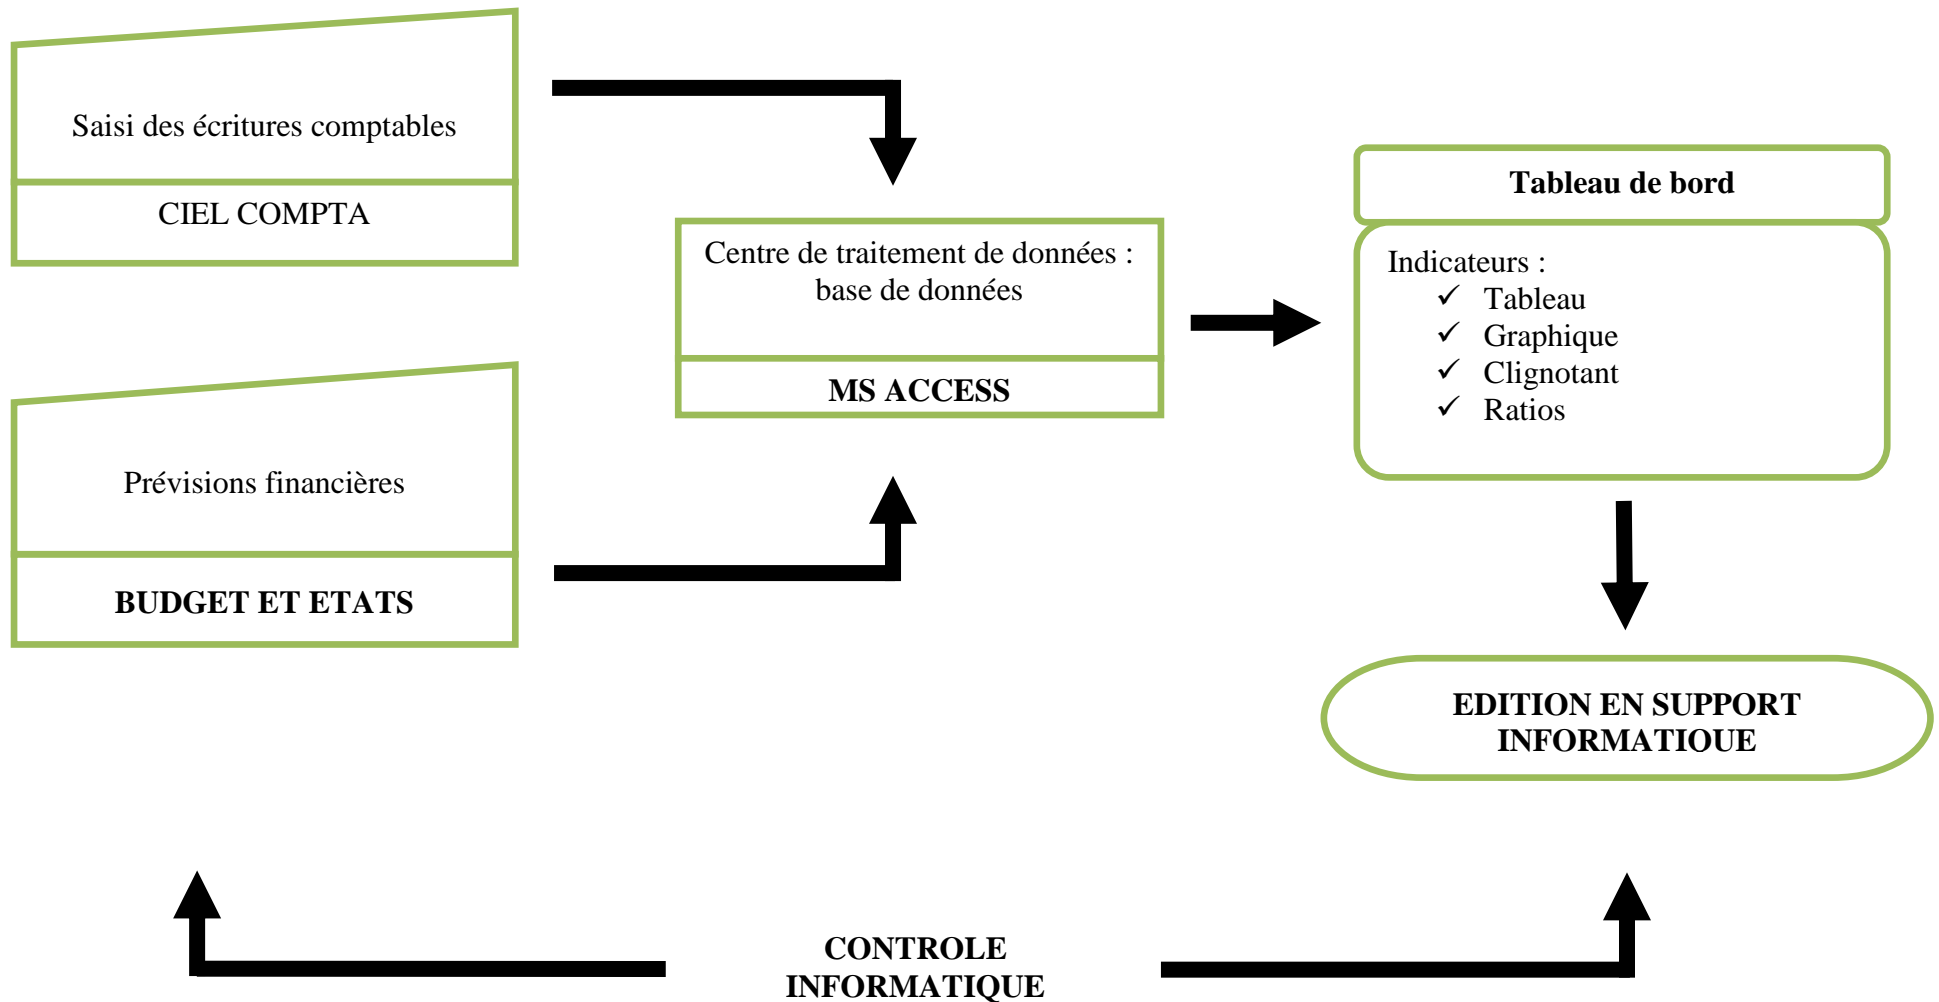 Saisi des écritures comptables
CIEL COMPTA
Prévisions financières
BUDGET ET ETATS
Centre de traitement de données :
base de données
MS ACCESS
Tableau de bord
Indicateurs :
✓ Tableau
✓ Graphique
✓ Clignotant
✓ Ratios
EDITION EN SUPPORT
INFORMATIQUE
CONTROLE
INFORMATIQUE